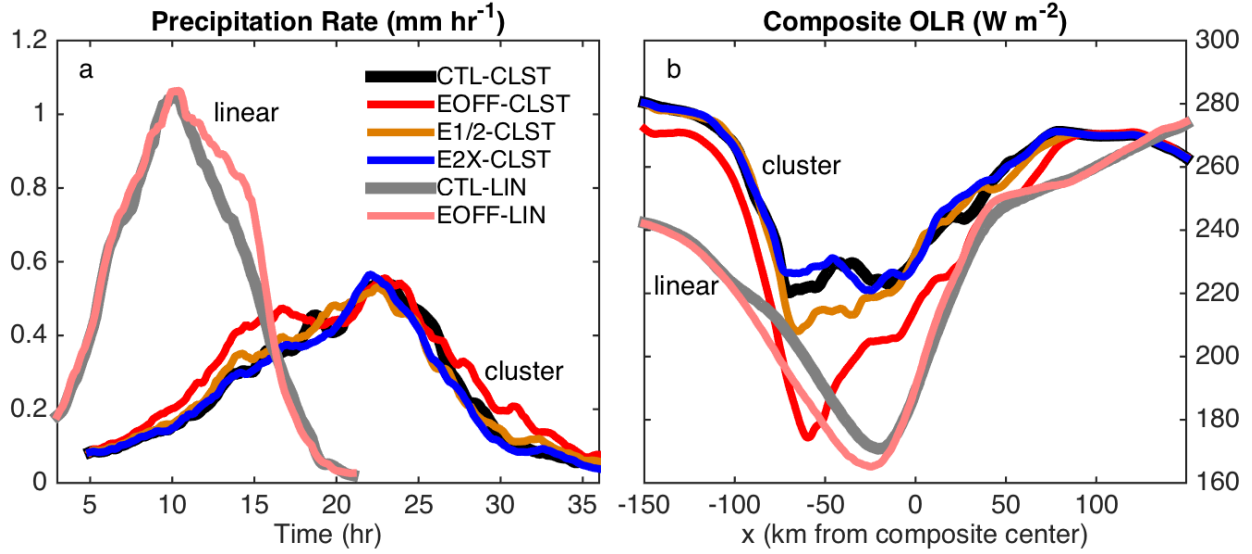 Precipitation Rate (mm hr-1)
Composite OLR (W m-2)
1.2
1
0.8
0.6
0.4
0.2
0
a
linear
CTL-CLST
EOFF-CLST
E1/2-CLST
E2X-CLST
CTL-LIN
EOFF-LIN
cluster
5 10 15 20 25 30 35
Time (hr)
b
cluster
linear
300
280
260
240
220
200
180
160
-150 -100 -50 0 50 100
x (km from composite center)